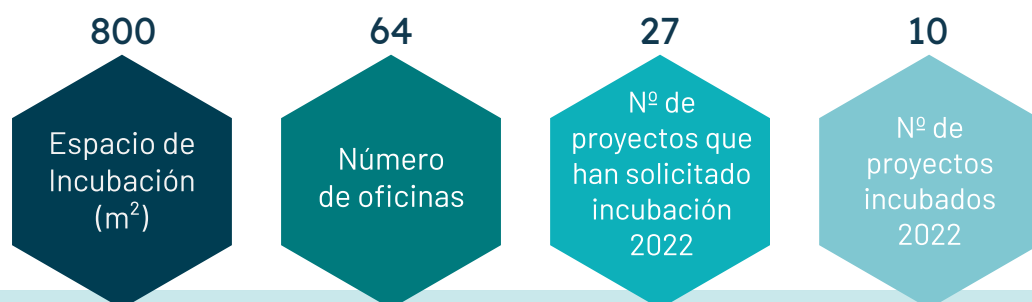 800
Espacio de
Incubación
(m²)
64
Número
de oficinas
27
Nº de
proyectos que
han solicitado
incubación
2022
10
Nº de
proyectos
incubados
2022